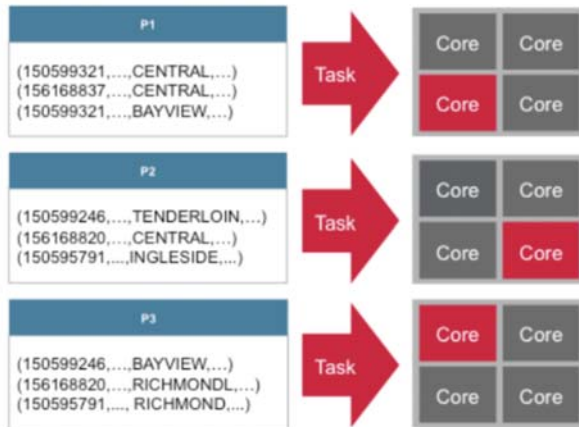 P1
(150599321,...,CENTRAL,...)
(156168837,...,CENTRAL,...)
(150599321,...,BAYVIEW,...)
Task
Core Core
Core Core
P2
(150599246,...,TENDERLOIN,...)
(156168820,...,CENTRAL,...)
(150595791,...,INGLESIDE,...)
Task
Core Core
Core Core
P3
(150599246,...,BAYVIEW,...)
(156168820,...,RICHMONDL,...)
(150595791,..., RICHMOND,...)
Task
Core Core
Core Core